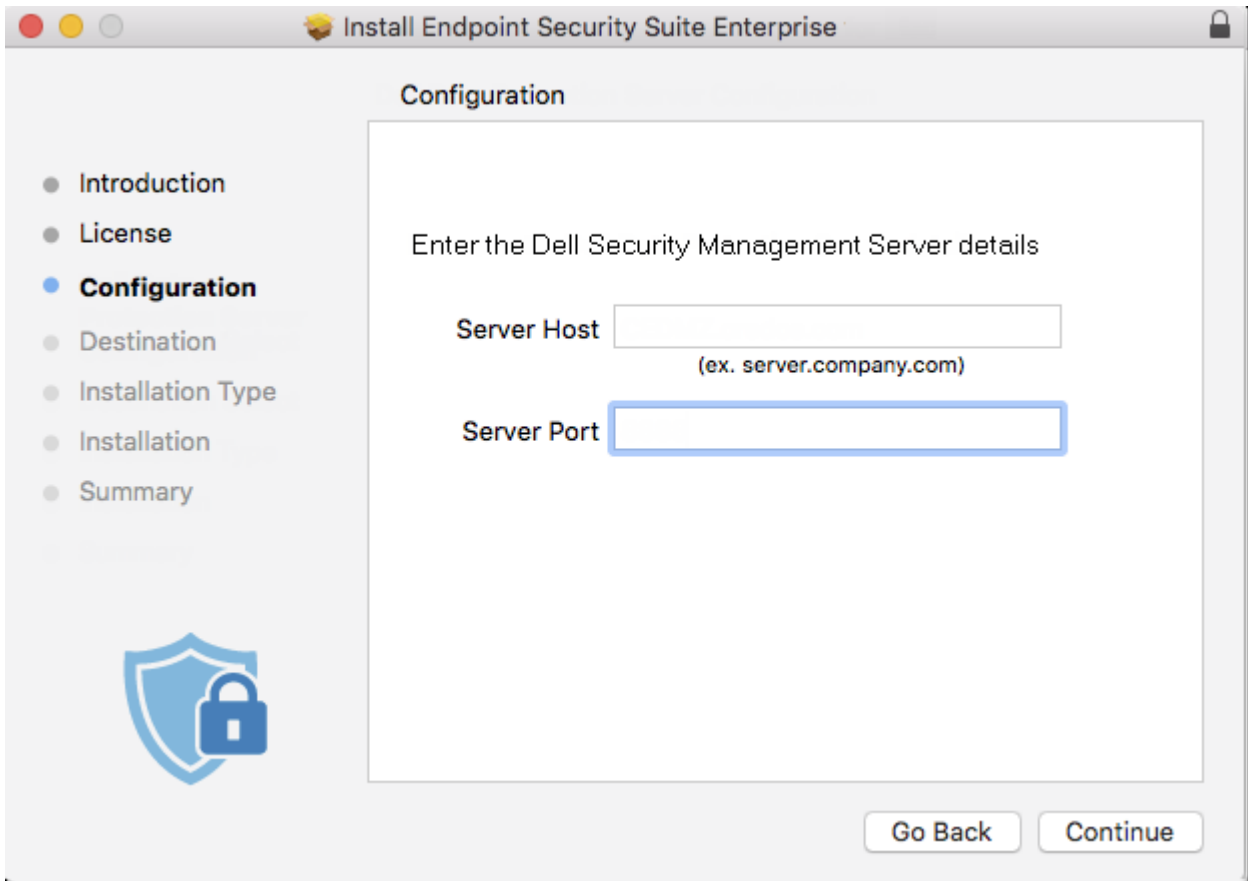 Install Endpoint Security Suite Enterprise
Configuration
Introduction
License
Configuration
Destination
Installation Type
Installation
Summary
Enter the Dell Security Management Server details
Server Host
(ex. server.company.com)
Server Port
Go Back
Continue